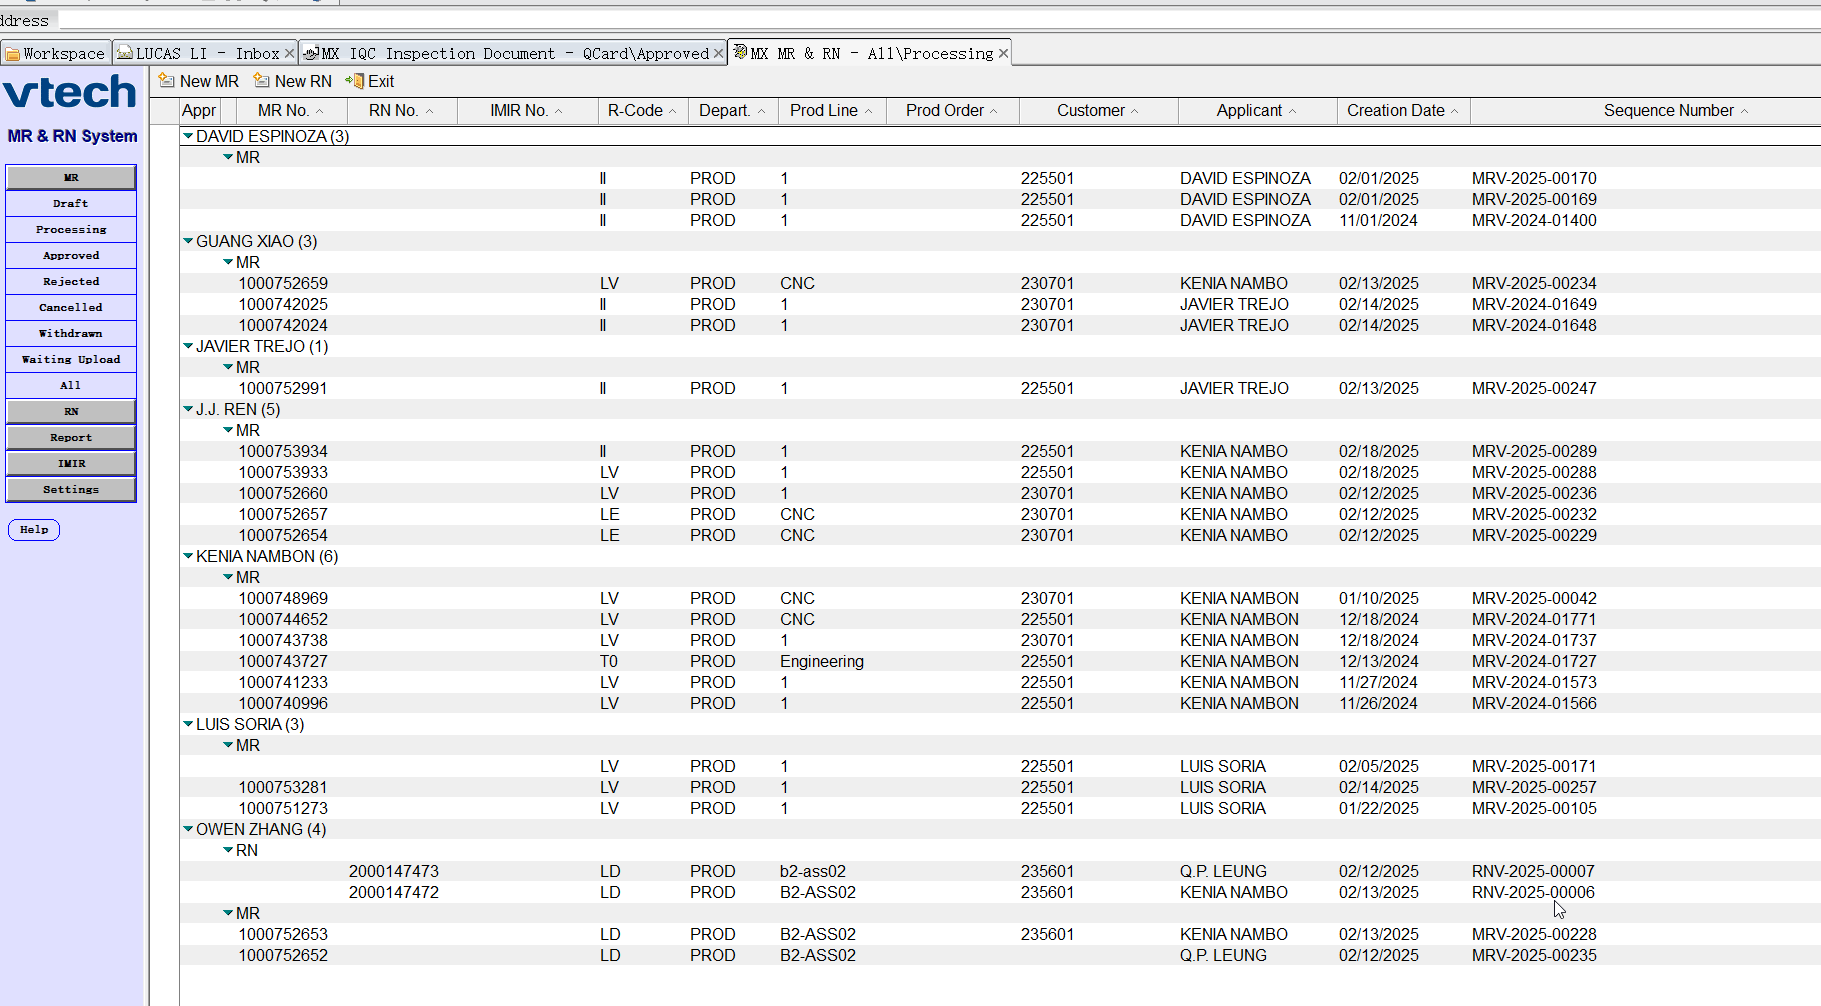 ddress
Workspace LUCAS LI - Inbox MX IQC Inspection Document - QCard\Approved MX MR & RN - All\Processing
vtech
MR & RN System
MR
Draft
Processing
Approved
Rejected
Cancelled
Withdrawn
Waiting Upload
All
RN
Report
IMIR
Settings
Help
New MR New RN Exit
Appr MR No. RN No. IMIR No. R-Code Depart. Prod Line Prod Order Customer Applicant Creation Date Sequence Number
DAVID ESPINOZA (3)
MR
II PROD 1 225501 DAVID ESPINOZA 02/01/2025 MRV-2025-00170
II PROD 1 225501 DAVID ESPINOZA 02/01/2025 MRV-2025-00169
II PROD 1 225501 DAVID ESPINOZA 11/01/2024 MRV-2024-01400
GUANG XIAO (3)
MR
1000752659 LV PROD CNC 230701 KENIA NAMBO 02/13/2025 MRV-2025-00234
1000742025 II PROD 1 230701 JAVIER TREJO 02/14/2025 MRV-2024-01649
1000742024 II PROD 1 230701 JAVIER TREJO 02/14/2025 MRV-2024-01648
JAVIER TREJO (1)
MR
1000752991 II PROD 1 225501 JAVIER TREJO 02/13/2025 MRV-2025-00247
J.J. REN (5)
MR
1000753934 II PROD 1 225501 KENIA NAMBO 02/18/2025 MRV-2025-00289
1000753933 LV PROD 1 225501 KENIA NAMBO 02/18/2025 MRV-2025-00288
1000752660 LV PROD 1 230701 KENIA NAMBO 02/12/2025 MRV-2025-00236
1000752657 LE PROD CNC 230701 KENIA NAMBO 02/12/2025 MRV-2025-00232
1000752654 LE PROD CNC 230701 KENIA NAMBO 02/12/2025 MRV-2025-00229
KENIA NAMBON (6)
MR
1000748969 LV PROD CNC 230701 KENIA NAMBON 01/10/2025 MRV-2025-00042
1000744652 LV PROD CNC 225501 KENIA NAMBON 12/18/2024 MRV-2024-01771
1000743738 LV PROD 1 230701 KENIA NAMBON 12/18/2024 MRV-2024-01737
1000743727 T0 PROD Engineering 225501 KENIA NAMBON 12/13/2024 MRV-2024-01727
1000741233 LV PROD 1 225501 KENIA NAMBON 11/27/2024 MRV-2024-01573
1000740996 LV PROD 1 225501 KENIA NAMBON 11/26/2024 MRV-2024-01566
LUIS SORIA (3)
MR
LV PROD 1 225501 LUIS SORIA 02/05/2025 MRV-2025-00171
1000753281 LV PROD 1 225501 LUIS SORIA 02/14/2025 MRV-2025-00257
1000751273 LV PROD 1 225501 LUIS SORIA 01/22/2025 MRV-2025-00105
OWEN ZHANG (4)
RN
2000147473 LD PROD b2-ass02 235601 Q.P. LEUNG 02/12/2025 RNV-2025-00007
2000147472 LD PROD B2-ASS02 235601 KENIA NAMBO 02/13/2025 RNV-2025-00006
MR
1000752653 LD PROD B2-ASS02 235601 KENIA NAMBO 02/13/2025 MRV-2025-00228
1000752652 LD PROD B2-ASS02 Q.P. LEUNG 02/12/2025 MRV-2025-00235